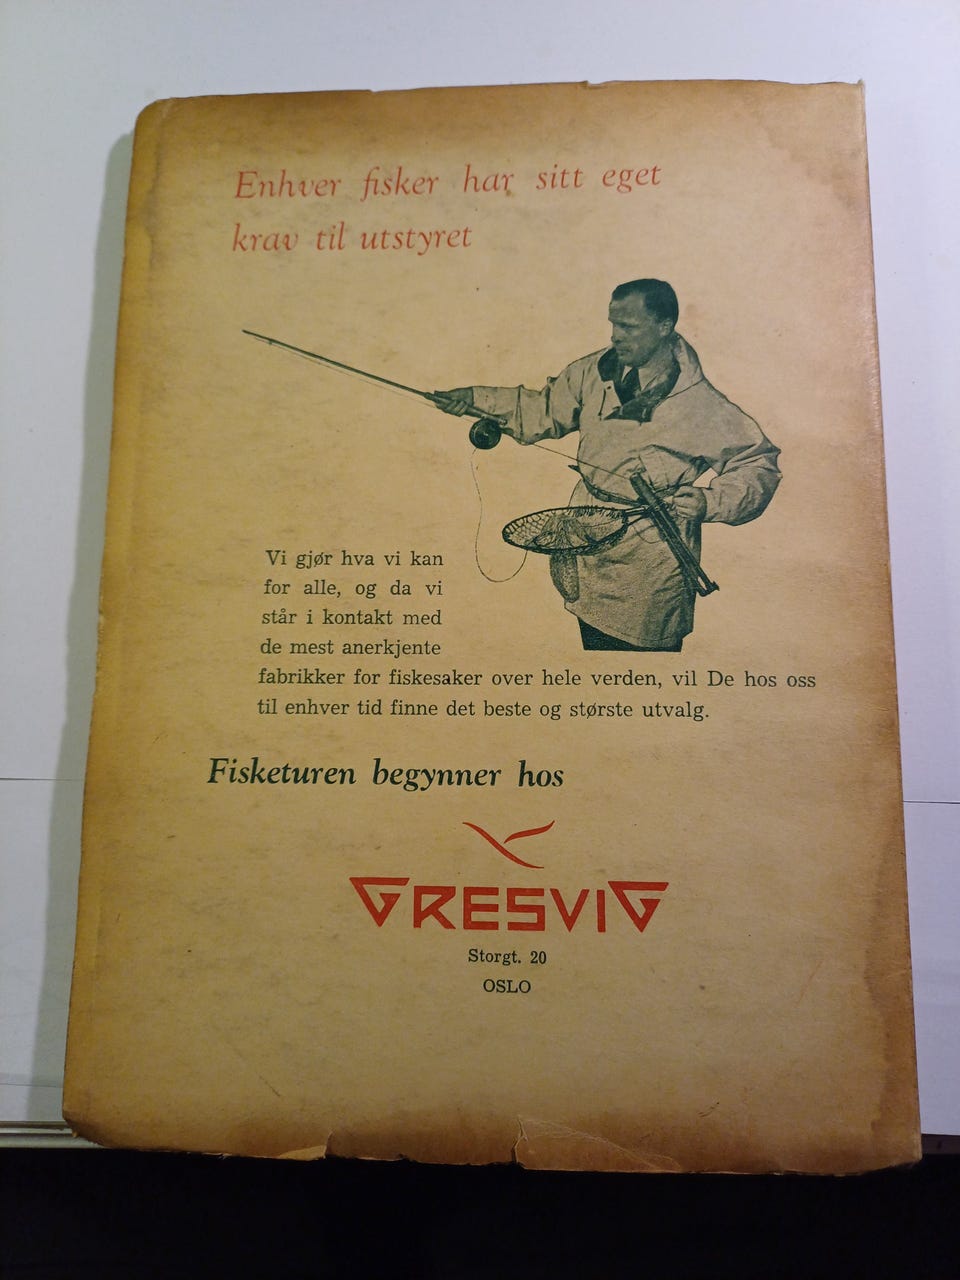 Enhver fisker har sitt eget
krav til utstyret
Vi gjør hva vi kan
for alle, og da vi
står i kontakt med
de mest anerkjente
fabrikker for fiskesaker over hele verden, vil De hos oss
til enhver tid finne det beste og største utvalg.
Fisketuren begynner hos
GRESVIG
Storgt. 20
OSLO